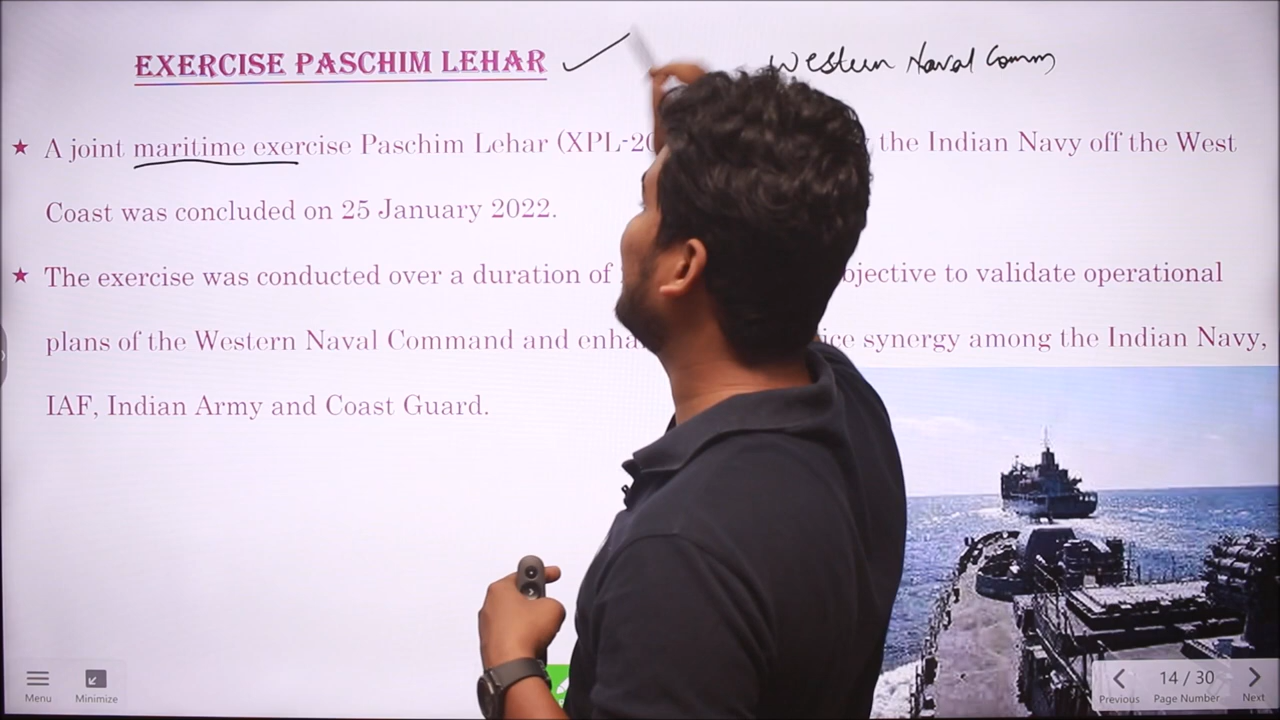 EXERCISE PASCHIM LEHAR
Western Naval Comm
★ A joint maritime exercise Paschim Lehar (XPL-20 the Indian Navy off the West
Coast was concluded on 25 January 2022.
★ The exercise was conducted over a duration of bjective to validate operational
plans of the Western Naval Command and enha ice synergy among the Indian Navy,
IAF, Indian Army and Coast Guard.
Menu
Minimize
Previous
14 / 30
Page Number
Next